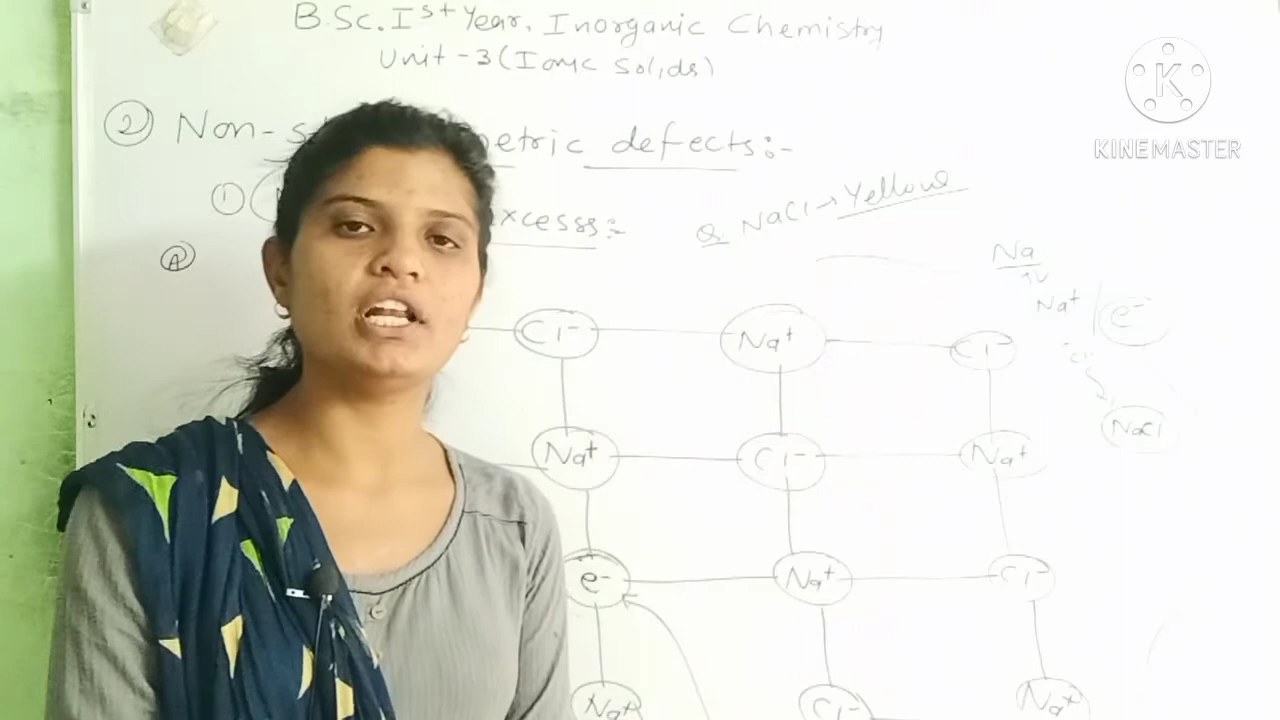 B.Sc. Ist Year. Inorganic Chemistry
Unit-3 (Ionic Solids)
② Non-s etric defects:-
① xcesss:- Q NaCl → Yellow
Ⓐ
Na
Na⁺ e⁻
Cl⁻
NaCl
Cl⁻ Na⁺ Cl⁻
Na⁺ Cl⁻ Na⁺
e⁻ Na⁺ Cl⁻
Na⁺ Cl⁻ Na⁺
K
KINEMASTER